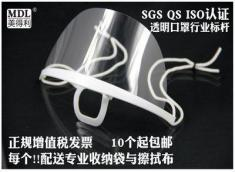 MDL
美得利
SGS QS ISO认证
透明口罩行业标杆
正规增值税发票 10个起包邮
每个!!配送专业收纳袋与擦拭布